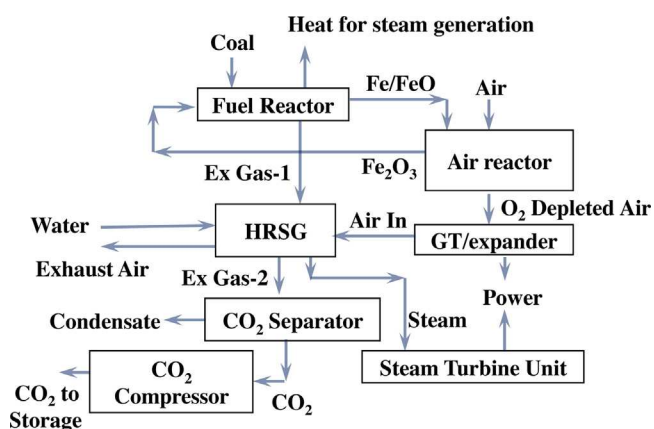 Heat for steam generation
Coal
Fe/FeO
Air
Fuel Reactor
Air reactor
Fe₂O₃
Ex Gas-1
O₂ Depleted Air
Water
HRSG
Air In
GT/expander
Exhaust Air
Ex Gas-2
Power
Condensate
CO₂ Separator
Steam
Steam Turbine Unit
CO₂
Compressor
CO₂
CO₂ to
Storage